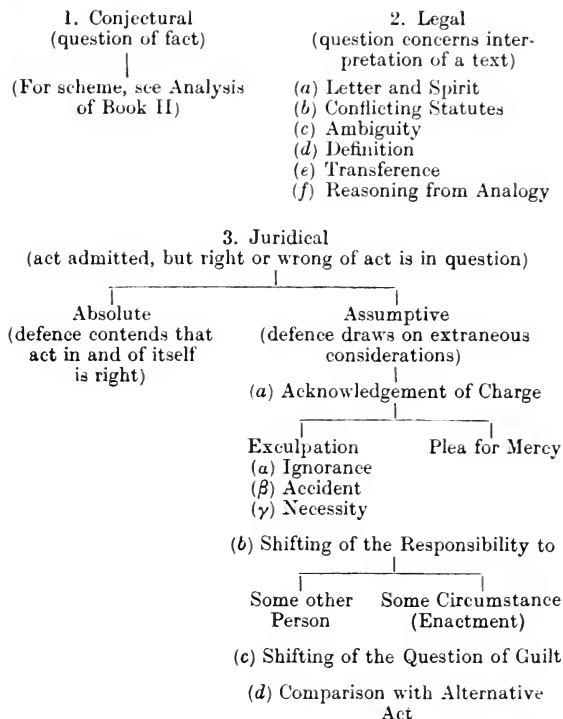 1. Conjectural
(question of fact)
(For scheme, see Analysis
of Book II)
2. Legal
(question concerns inter-
pretation of a text)
(a) Letter and Spirit
(b) Conflicting Statutes
(c) Ambiguity
(d) Definition
(e) Transference
(f) Reasoning from Analogy
3. Juridical
(act admitted, but right or wrong of act is in question)
Absolute
(defence contends that
act in and of itself
is right)
Assumptive
(defence draws on extraneous
considerations)
(a) Acknowledgement of Charge
Exculpation
(α) Ignorance
(β) Accident
(γ) Necessity
Plea for Mercy
(b) Shifting of the Responsibility to
Some other
Person
Some Circumstance
(Enactment)
(c) Shifting of the Question of Guilt
(d) Comparison with Alternative
Act